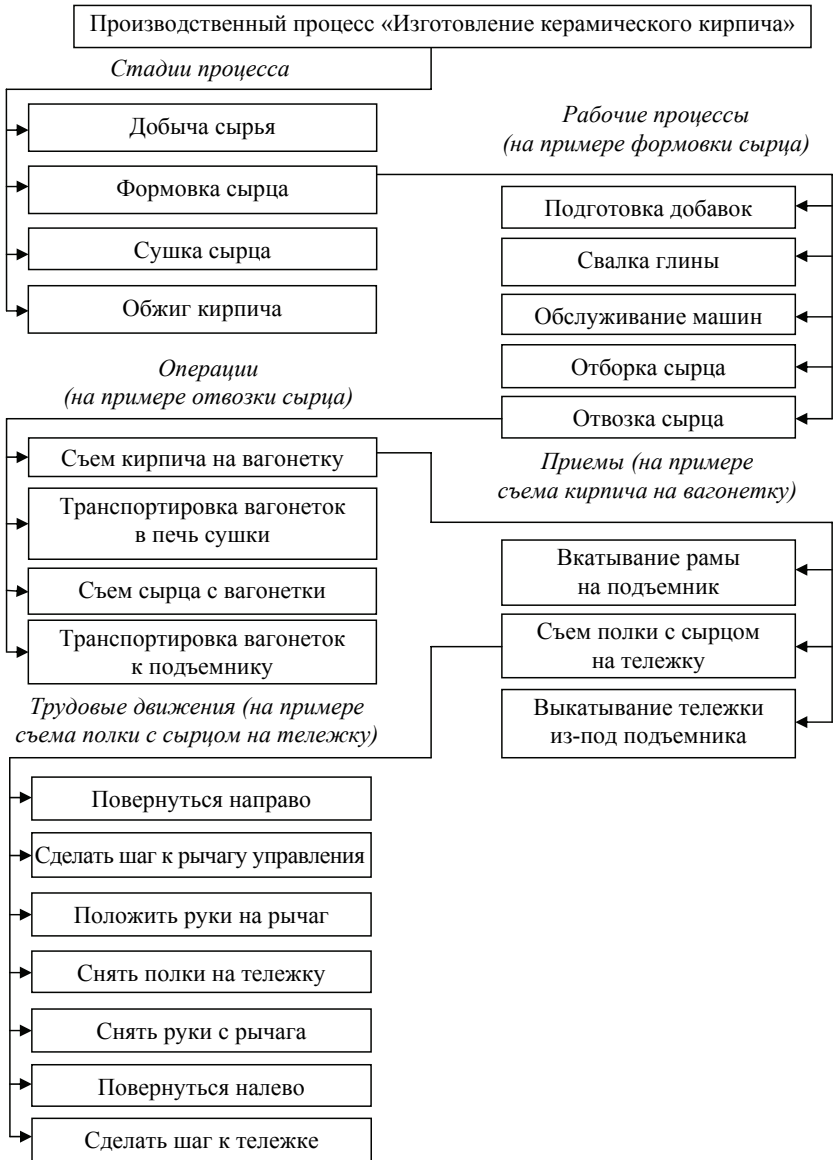 Производственный процесс «Изготовление керамического кирпича»
Стадии процесса
Добыча сырья
Формовка сырца
Сушка сырца
Обжиг кирпича
Рабочие процессы
(на примере формовки сырца)
Подготовка добавок
Свалка глины
Обслуживание машин
Отборка сырца
Отвозка сырца
Операции
(на примере отвозки сырца)
Съем кирпича на вагонетку
Транспортировка вагонеток
в печь сушки
Съем сырца с вагонетки
Транспортировка вагонеток
к подъемнику
Приемы (на примере
съема кирпича на вагонетку)
Вкатывание рамы
на подъемник
Съем полки с сырцом
на тележку
Выкатывание тележки
из-под подъемника
Трудовые движения (на примере
съема полки с сырцом на тележку)
Повернуться направо
Сделать шаг к рычагу управления
Положить руки на рычаг
Снять полки на тележку
Снять руки с рычага
Повернуться налево
Сделать шаг к тележке